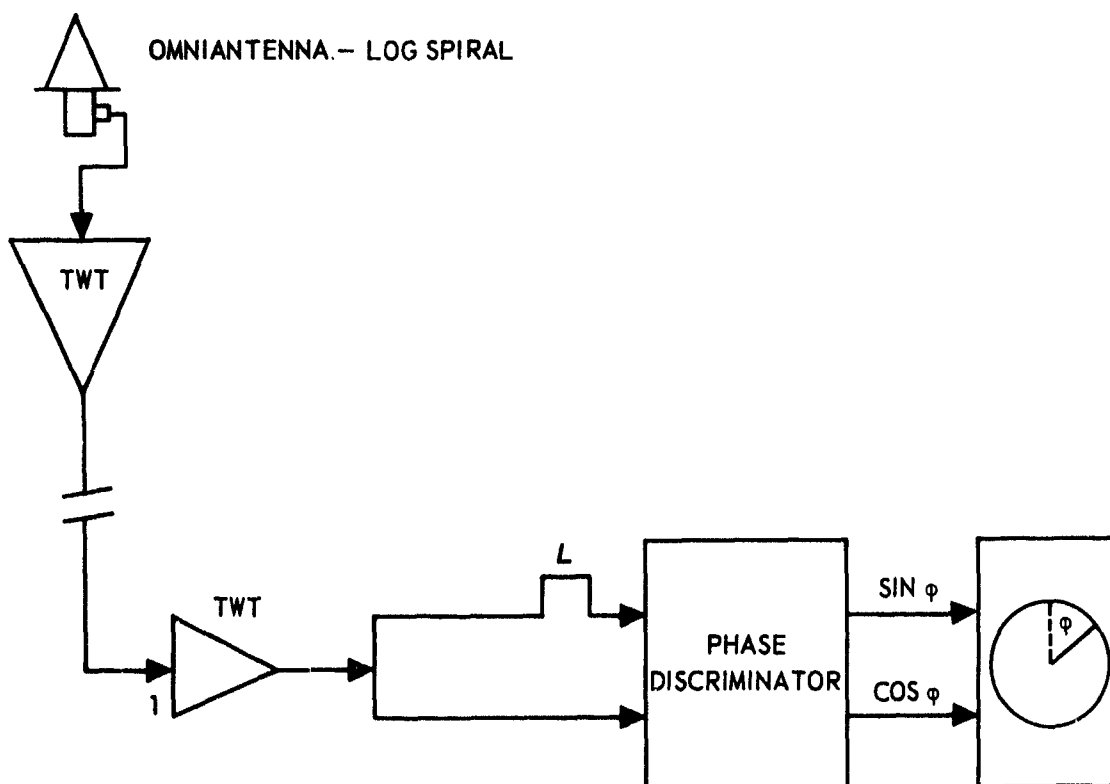 OMNIANTENNA.– LOG SPIRAL
TWT
TWT
1
L
PHASE
DISCRIMINATOR
SIN φ
COS φ
φ